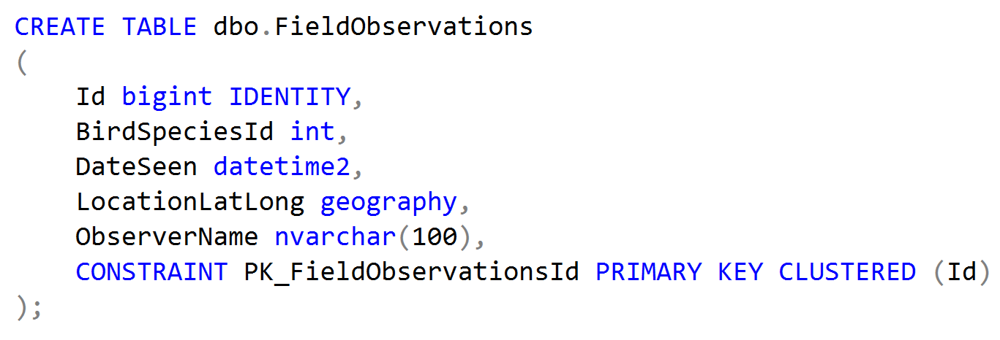 CREATE TABLE dbo.FieldObservations
(
    Id bigint IDENTITY,
    BirdSpeciesId int,
    DateSeen datetime2,
    LocationLatLong geography,
    ObserverName nvarchar(100),
    CONSTRAINT PK_FieldObservationsId PRIMARY KEY CLUSTERED (Id)
);